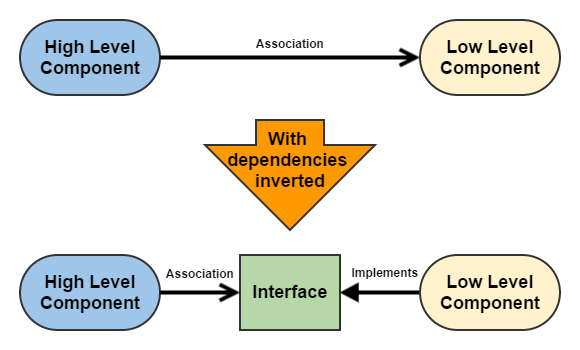 High Level
Component
Association
Low Level
Component
With
dependencies
inverted
High Level
Component
Association
Interface
Implements
Low Level
Component